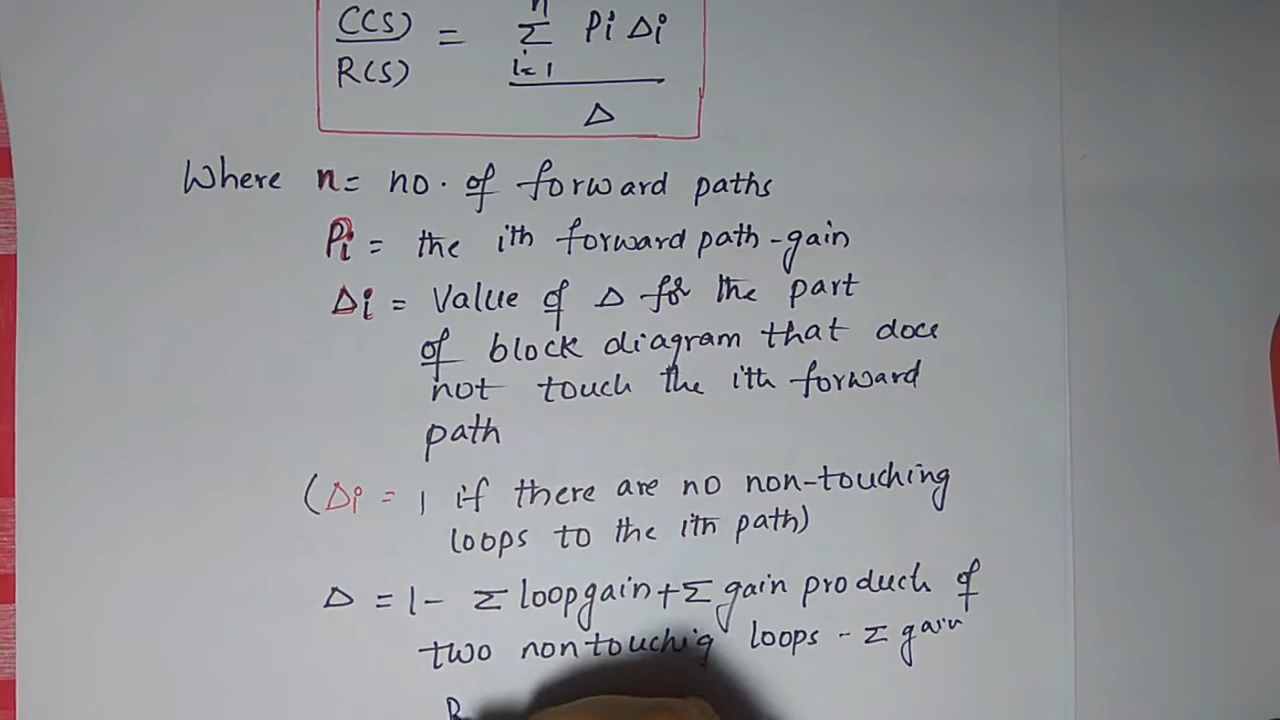 C(S) / R(S) = n Σ i=1 Pi Δi / Δ
Where n= no. of forward paths
Pi = the ith forward path-gain
Δi = Value of Δ for the part
of block diagram that does
not touch the ith forward
path
(Δi = 1 if there are no non-touching
loops to the ith path)
Δ = 1- Σ loopgain+Σ gain product of
two nontouchig loops - Σ gain